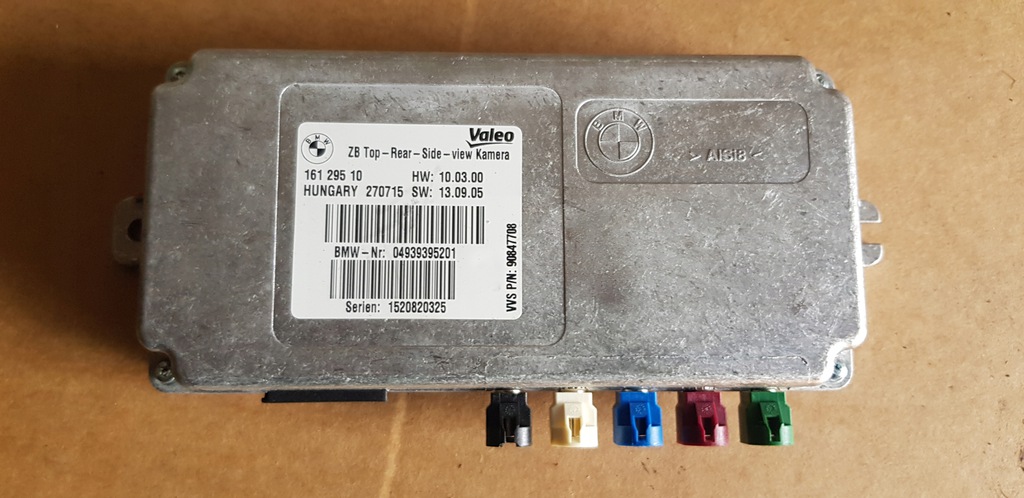 BMW
Valeo
ZB Top-Rear-Side-view Kamera
161 295 10 HW: 10.03.00
HUNGARY 270715 SW: 13.09.05
BMW-Nr: 04939395201
Serien: 1520820325
VVS P/N: 90847708
BMW
> AlSi8 <